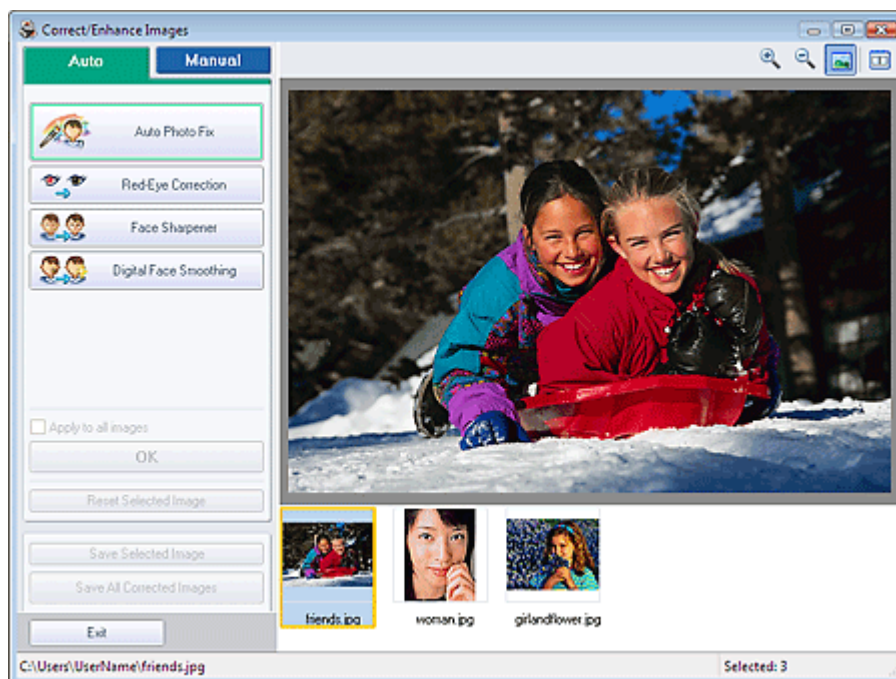 Correct/Enhance Images
Auto
Manual
Auto Photo Fix
Red-Eye Correction
Face Sharpener
Digital Face Smoothing
Apply to all images
OK
Reset Selected Image
Save Selected Image
Save All Corrected Images
Exit
friends.jpg
woman.jpg
girlandflower.jpg
C:\Users\UserName\friends.jpg
Selected: 3